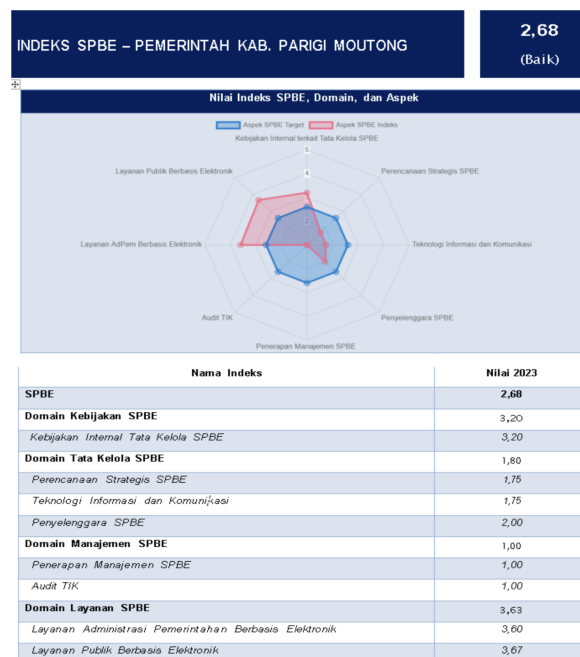 INDEKS SPBE – PEMERINTAH KAB. PARIGI MOUTONG
2,68
(Baik)
Nilai Indeks SPBE, Domain, dan Aspek
Aspek SPBE Target Aspek SPBE Indeks
Kebijakan Internal terkait Tata Kelola SPBE
5
Layanan Publik Berbasis Elektronik
4
Perencanaan Strategis SPBE
2
Layanan AdPem Berbasis Elektronik
Teknologi Informasi dan Komunikasi
Audit TIK
Penyelenggara SPBE
Penerapan Manajemen SPBE
Nama Indeks Nilai 2023
SPBE 2,68
Domain Kebijakan SPBE 3,20
Kebijakan Internal Tata Kelola SPBE 3,20
Domain Tata Kelola SPBE 1,80
Perencanaan Strategis SPBE 1,75
Teknologi Informasi dan Komunikasi 1,75
Penyelenggara SPBE 2,00
Domain Manajemen SPBE 1,00
Penerapan Manajemen SPBE 1,00
Audit TIK 1,00
Domain Layanan SPBE 3,63
Layanan Administrasi Pemerintahan Berbasis Elektronik 3,60
Layanan Publik Berbasis Elektronik 3,67